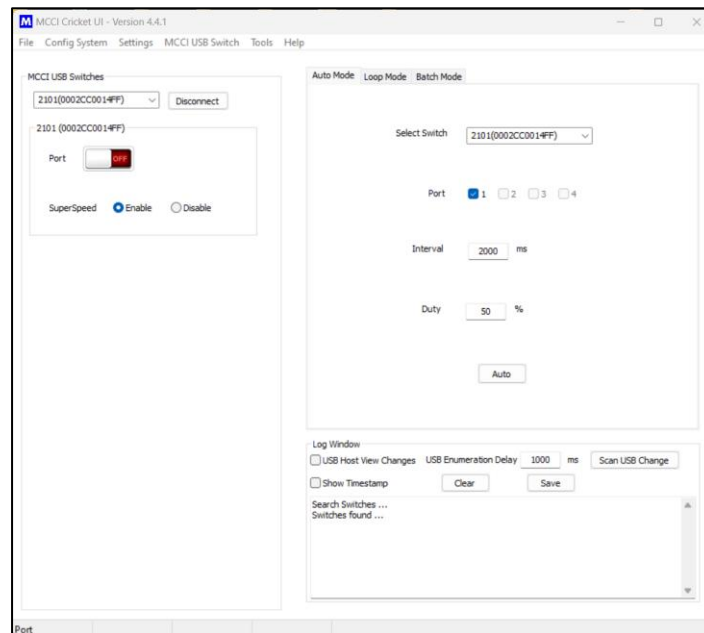 MCCI Cricket UI - Version 4.4.1
File Config System Settings MCCI USB Switch Tools Help
MCCI USB Switches
2101(0002CC0014FF) Disconnect
2101 (0002CC0014FF)
Port OFF
SuperSpeed Enable Disable
Auto Mode Loop Mode Batch Mode
Select Switch 2101(0002CC0014FF)
Port 1 2 3 4
Interval 2000 ms
Duty 50 %
Auto
Log Window
USB Host View Changes USB Enumeration Delay 1000 ms Scan USB Change
Show Timestamp Clear Save
Search Switches ...
Switches found ...
Port